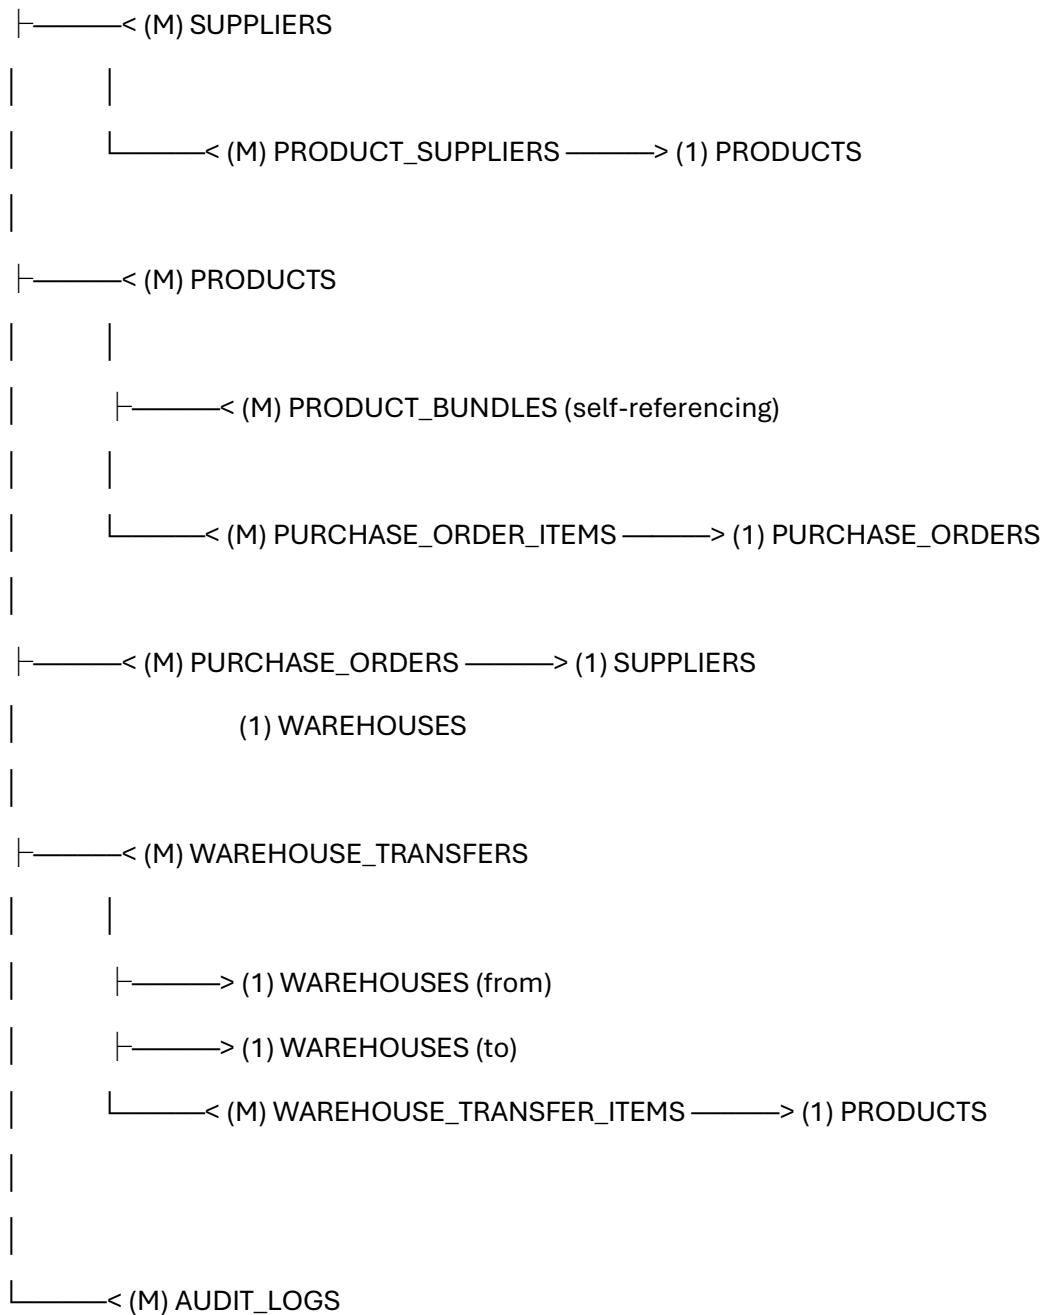 ├──────< (M) SUPPLIERS
│ │
│ └──────< (M) PRODUCT_SUPPLIERS ──────> (1) PRODUCTS
│
├──────< (M) PRODUCTS
│ │
│ ├──────< (M) PRODUCT_BUNDLES (self-referencing)
│ │
│ └──────< (M) PURCHASE_ORDER_ITEMS ──────> (1) PURCHASE_ORDERS
│
├──────< (M) PURCHASE_ORDERS ──────> (1) SUPPLIERS
│ (1) WAREHOUSES
│
├──────< (M) WAREHOUSE_TRANSFERS
│ │
│ ├──────> (1) WAREHOUSES (from)
│ ├──────> (1) WAREHOUSES (to)
│ └──────< (M) WAREHOUSE_TRANSFER_ITEMS ──────> (1) PRODUCTS
│
│
└──────< (M) AUDIT_LOGS